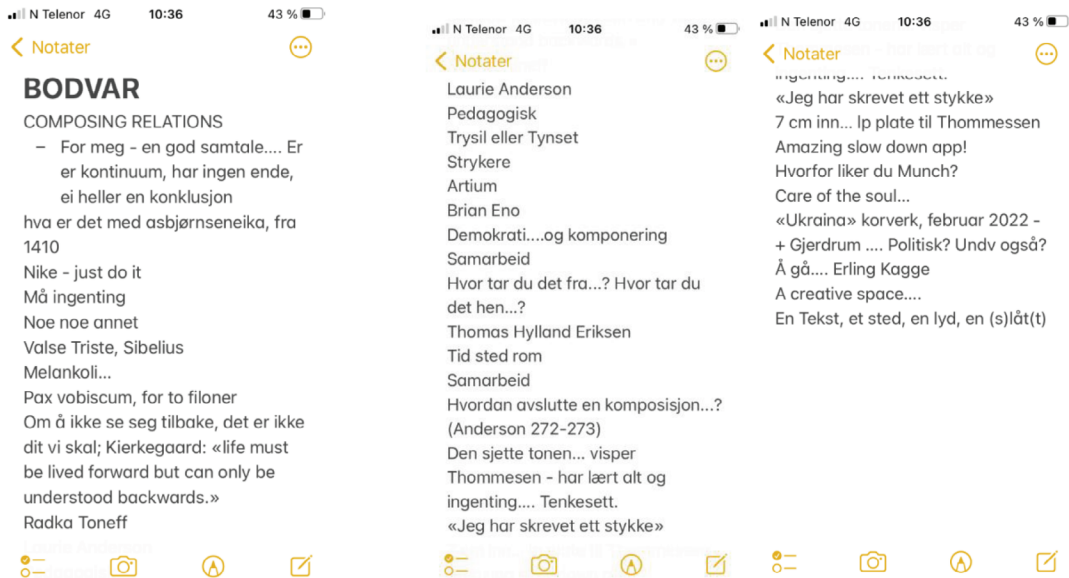 N Telenor 4G 10:36 43 %
Notater
BODVAR
COMPOSING RELATIONS
– For meg - en god samtale.... Er
er kontinuum, har ingen ende,
ei heller en konklusjon
hva er det med asbjørnseneika, fra
1410
Nike - just do it
Må ingenting
Noe noe annet
Valse Triste, Sibelius
Melankoli...
Pax vobiscum, for to filoner
Om å ikke se seg tilbake, det er ikke
dit vi skal; Kierkegaard: «life must
be lived forward but can only be
understood backwards.»
Radka Toneff
Laurie Anderson
N Telenor 4G 10:36 43 %
Notater
Laurie Anderson
Pedagogisk
Trysil eller Tynset
Strykere
Artium
Brian Eno
Demokrati....og komponering
Samarbeid
Hvor tar du det fra...? Hvor tar du
det hen...?
Thomas Hylland Eriksen
Tid sted rom
Samarbeid
Hvordan avslutte en komposisjon...?
(Anderson 272-273)
Den sjette tonen... visper
Thommesen - har lært alt og
ingenting.... Tenkesett.
«Jeg har skrevet ett stykke»
N Telenor 4G 10:36 43 %
Notater
ingenting.... Tenkesett.
«Jeg har skrevet ett stykke»
7 cm inn... lp plate til Thommessen
Amazing slow down app!
Hvorfor liker du Munch?
Care of the soul...
«Ukraina» korverk, februar 2022 -
+ Gjerdrum .... Politisk? Undv også?
Å gå.... Erling Kagge
A creative space....
En Tekst, et sted, en lyd, en (s)låt(t)